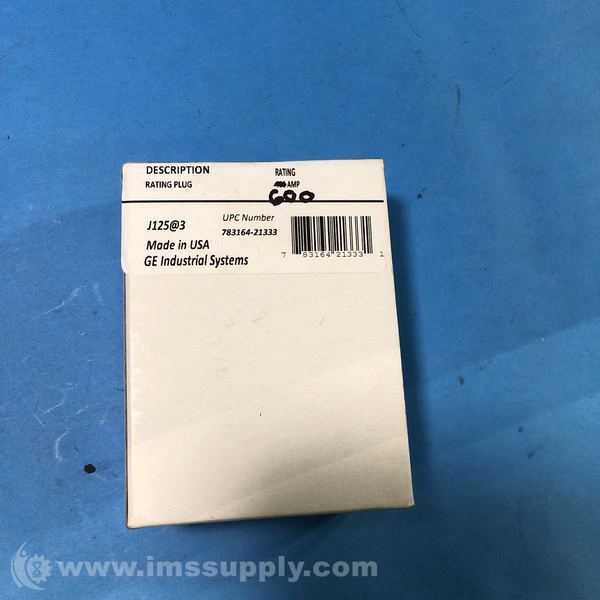 DESCRIPTION RATING
RATING PLUG AMP
600
J125@3 UPC Number
783164-21333
Made in USA
GE Industrial Systems
7 83164 21333 1
www.imssupply.com